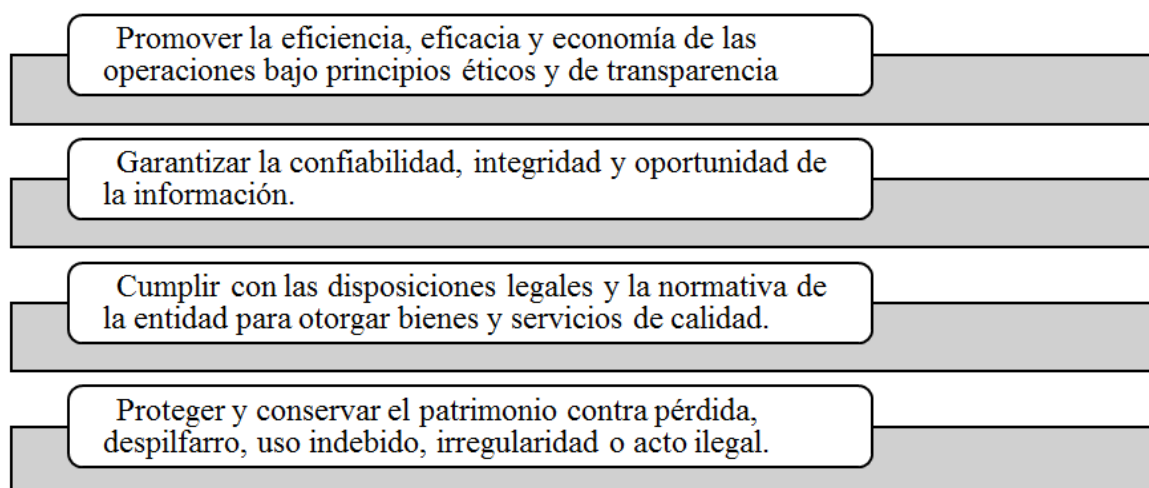 Promover la eficiencia, eficacia y economía de las
operaciones bajo principios éticos y de transparencia
Garantizar la confiabilidad, integridad y oportunidad de
la información.
Cumplir con las disposiciones legales y la normativa de
la entidad para otorgar bienes y servicios de calidad.
Proteger y conservar el patrimonio contra pérdida,
despilfarro, uso indebido, irregularidad o acto ilegal.